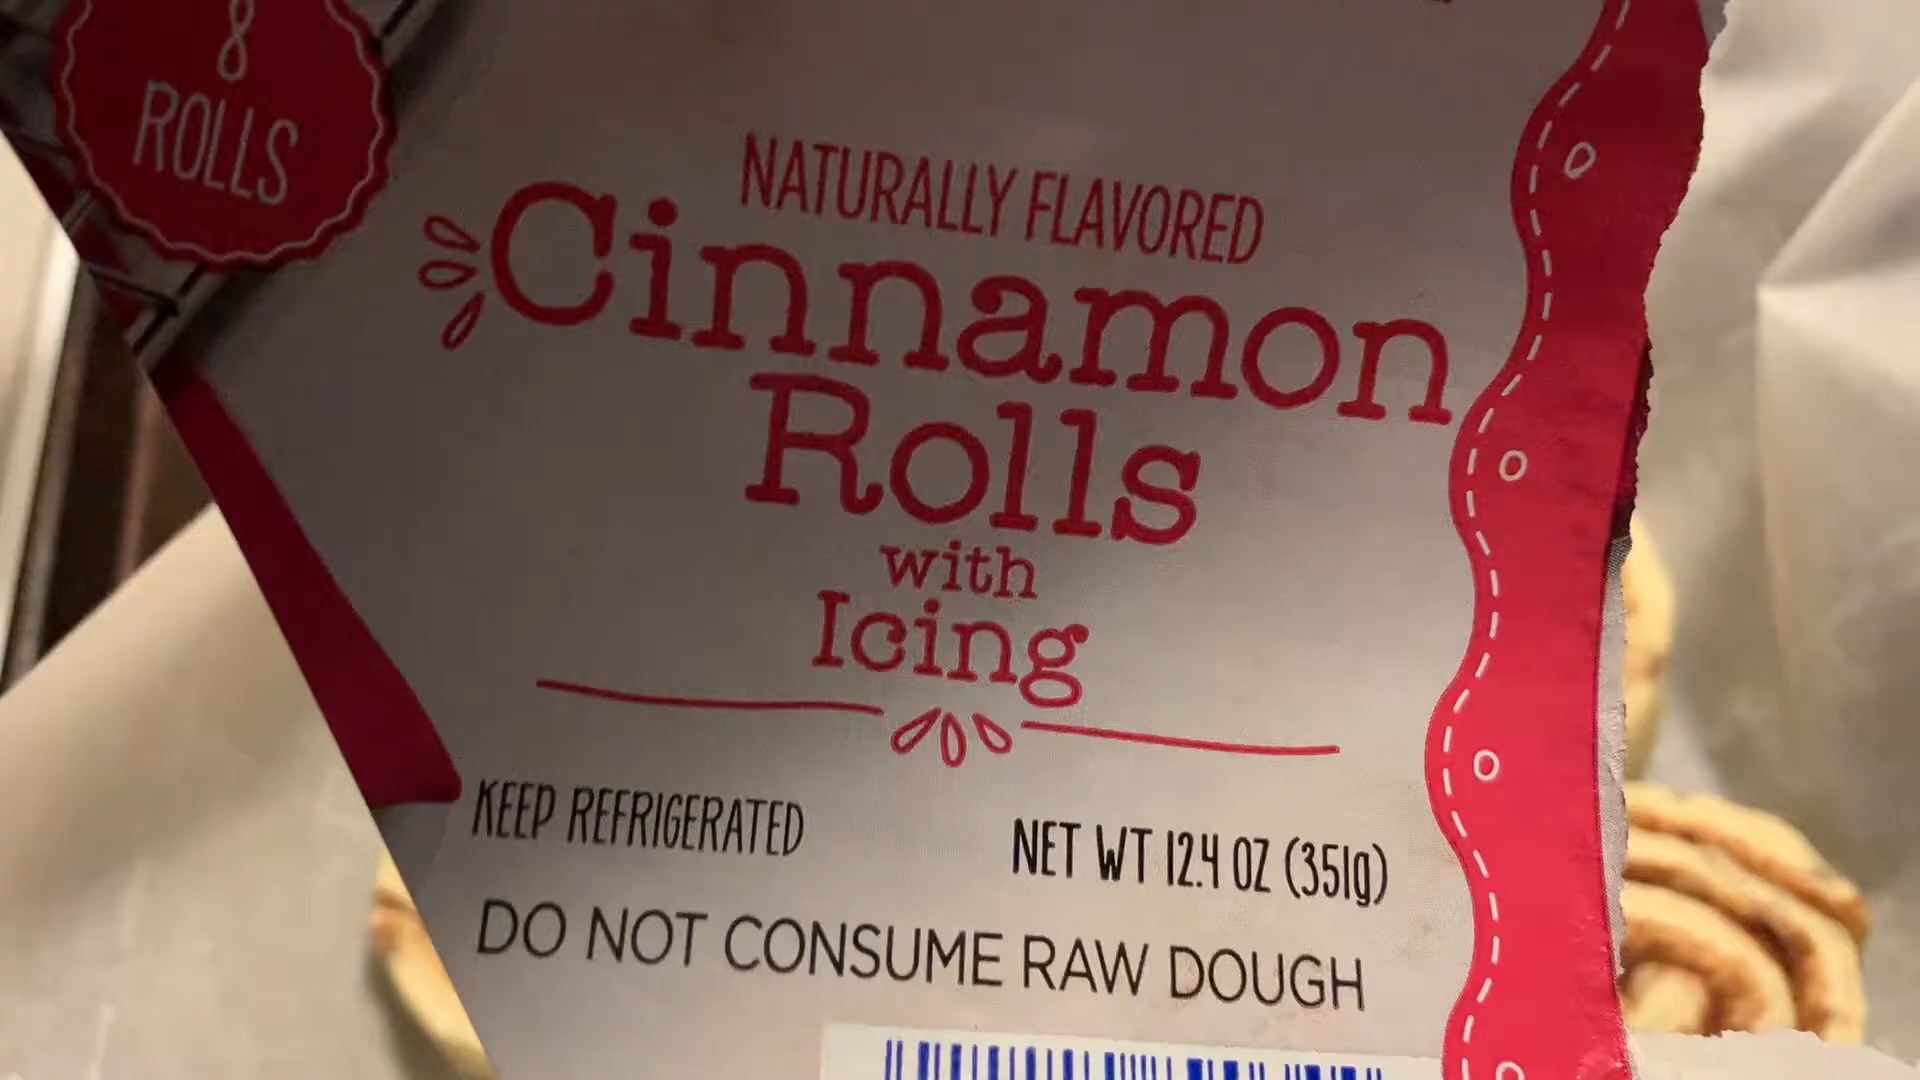 8
ROLLS
NATURALLY FLAVORED
Cinnamon
Rolls
with
Icing
KEEP REFRIGERATED
NET WT 12.4 OZ (351g)
DO NOT CONSUME RAW DOUGH